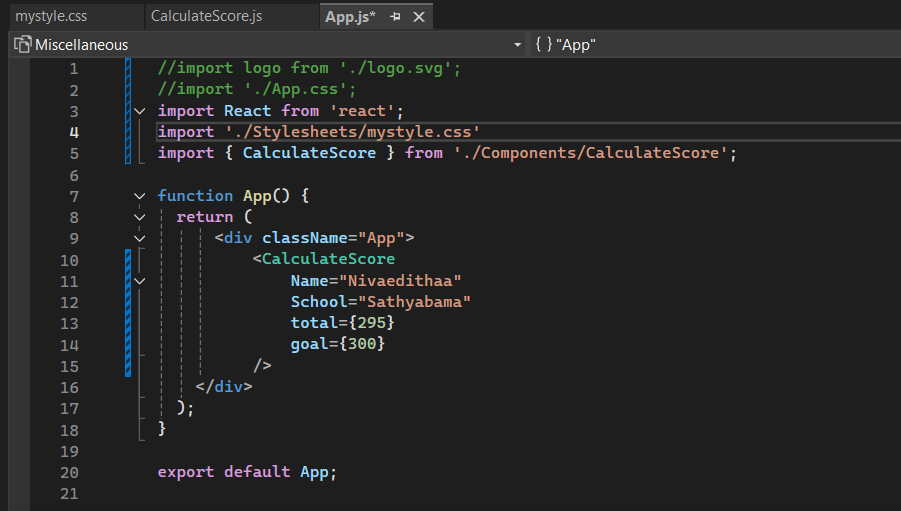 mystyle.css CalculateScore.js App.js*
Miscellaneous { } "App"
1 //import logo from './logo.svg';
2 //import './App.css';
3 import React from 'react';
4 import './Stylesheets/mystyle.css'
5 import { CalculateScore } from './Components/CalculateScore';
6
7 function App() {
8 return (
9 <div className="App">
10 <CalculateScore
11 Name="Nivaedithaa"
12 School="Sathyabama"
13 total={295}
14 goal={300}
15 />
16 </div>
17 );
18 }
19
20 export default App;
21